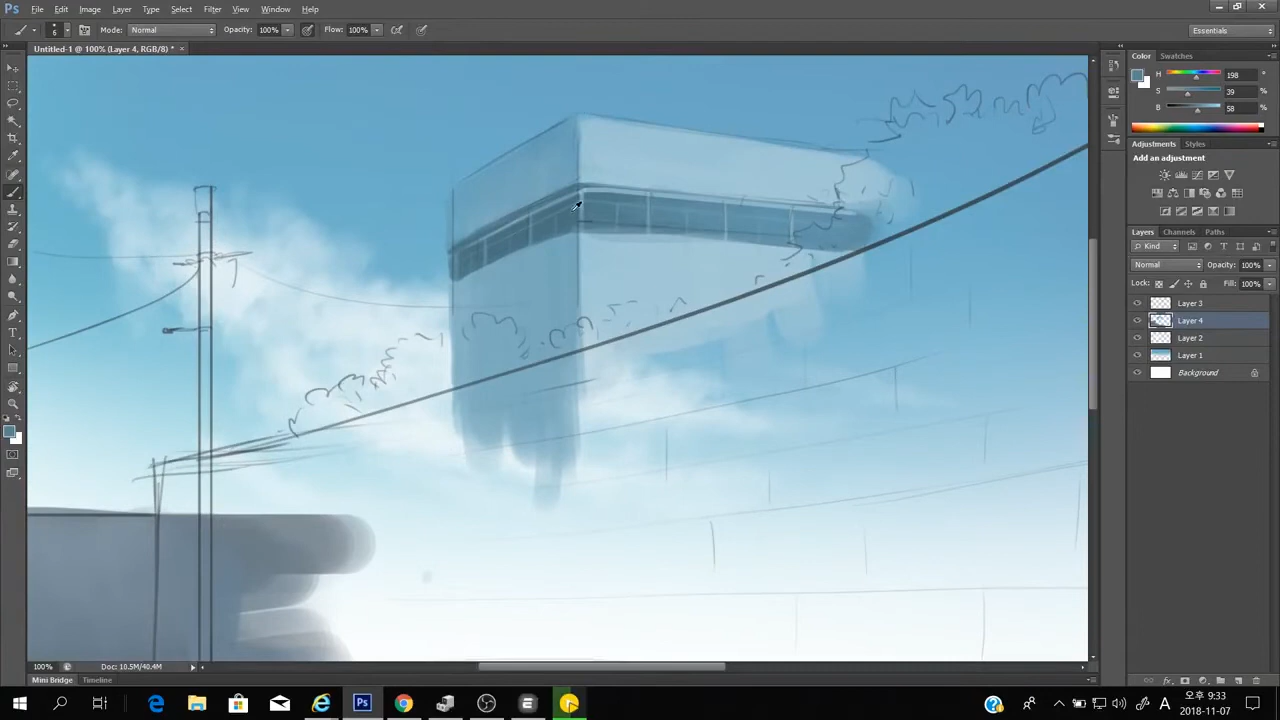 Ps File Edit Image Layer Type Select Filter View Window Help
6 Mode: Normal Opacity: 100% Flow: 100% Essentials
Untitled-1 @ 100% (Layer 4, RGB/8) * ×
Color Swatches
H 198 °
S 39 %
B 58 %
Adjustments Styles
Add an adjustment
Layers Channels Paths
Kind
Normal Opacity: 100%
Lock: Fill: 100%
Layer 3
Layer 4
Layer 2
Layer 1
Background
100% Doc: 10.5M/40.4M
Mini Bridge Timeline
Ps A 오후 9:33
2018-11-07